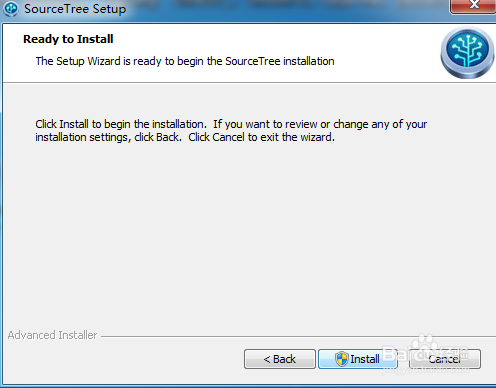 SourceTree Setup
Ready to Install
The Setup Wizard is ready to begin the SourceTree installation
Click Install to begin the installation. If you want to review or change any of your
installation settings, click Back. Click Cancel to exit the wizard.
Advanced Installer
< Back Install Cancel